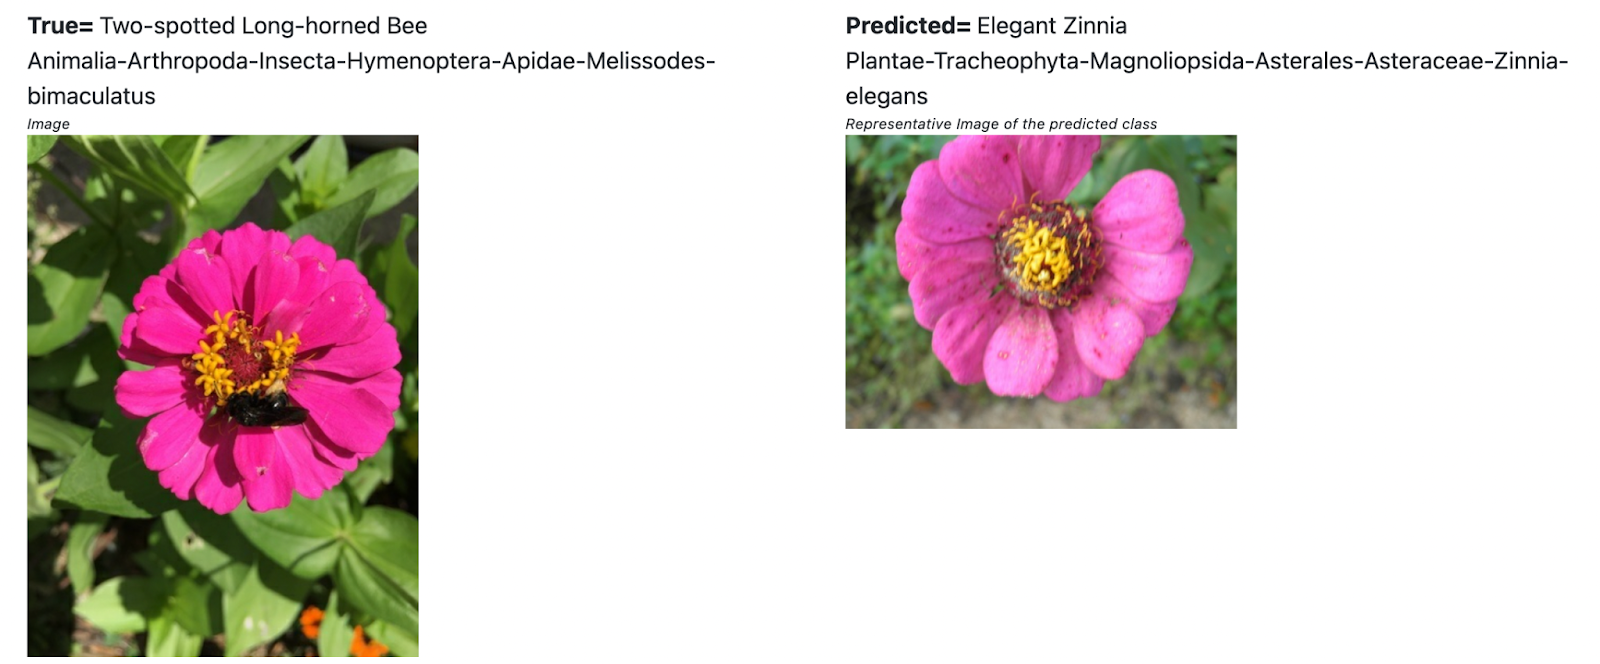 True= Two-spotted Long-horned Bee
Animalia-Arthropoda-Insecta-Hymenoptera-Apidae-Melissodes-
bimaculatus
Image
Predicted= Elegant Zinnia
Plantae-Tracheophyta-Magnoliopsida-Asterales-Asteraceae-Zinnia-
elegans
Representative Image of the predicted class